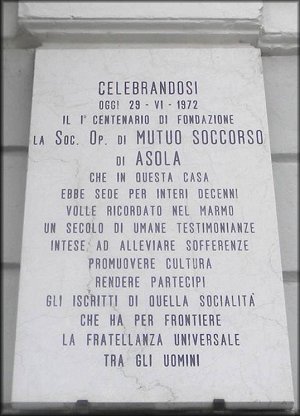 CELEBRANDOSI
OGGI 29 - VI - 1972
IL I° CENTENARIO DI FONDAZIONE
LA SOC. OP. DI MUTUO SOCCORSO
DI ASOLA
CHE IN QUESTA CASA
EBBE SEDE PER INTERI DECENNI
VOLLE RICORDATO NEL MARMO
UN SECOLO DI UMANE TESTIMONIANZE
INTESE AD ALLEVIARE SOFFERENZE
PROMUOVERE CULTURA
RENDERE PARTECIPI
GLI ISCRITTI DI QUELLA SOCIALITÀ
CHE HA PER FRONTIERE
LA FRATELLANZA UNIVERSALE
TRA GLI UOMINI